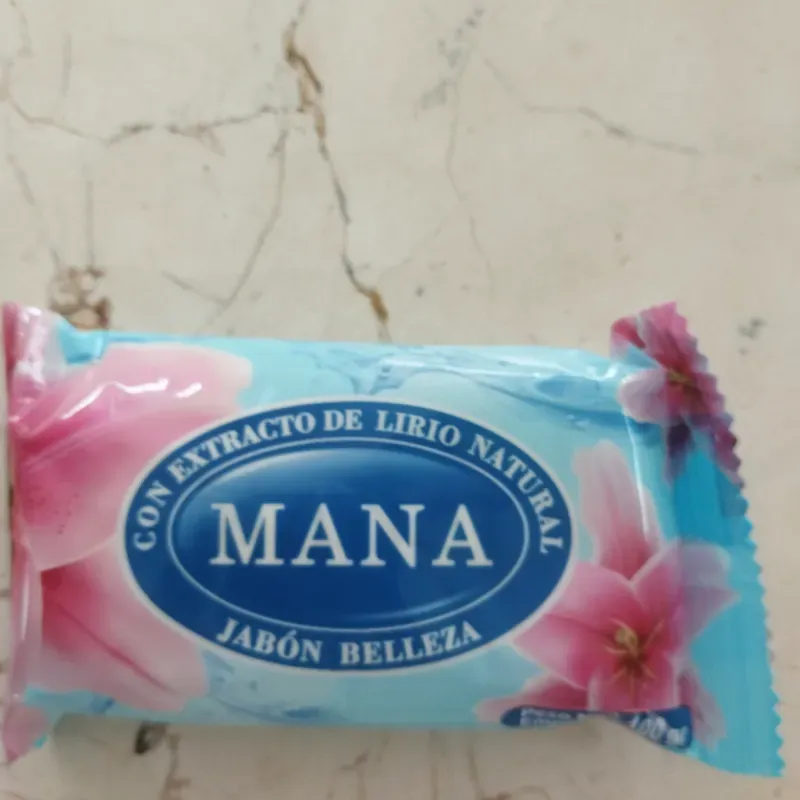 CON EXTRACTO DE LIRIO NATURAL
MANA
JABÓN BELLEZA